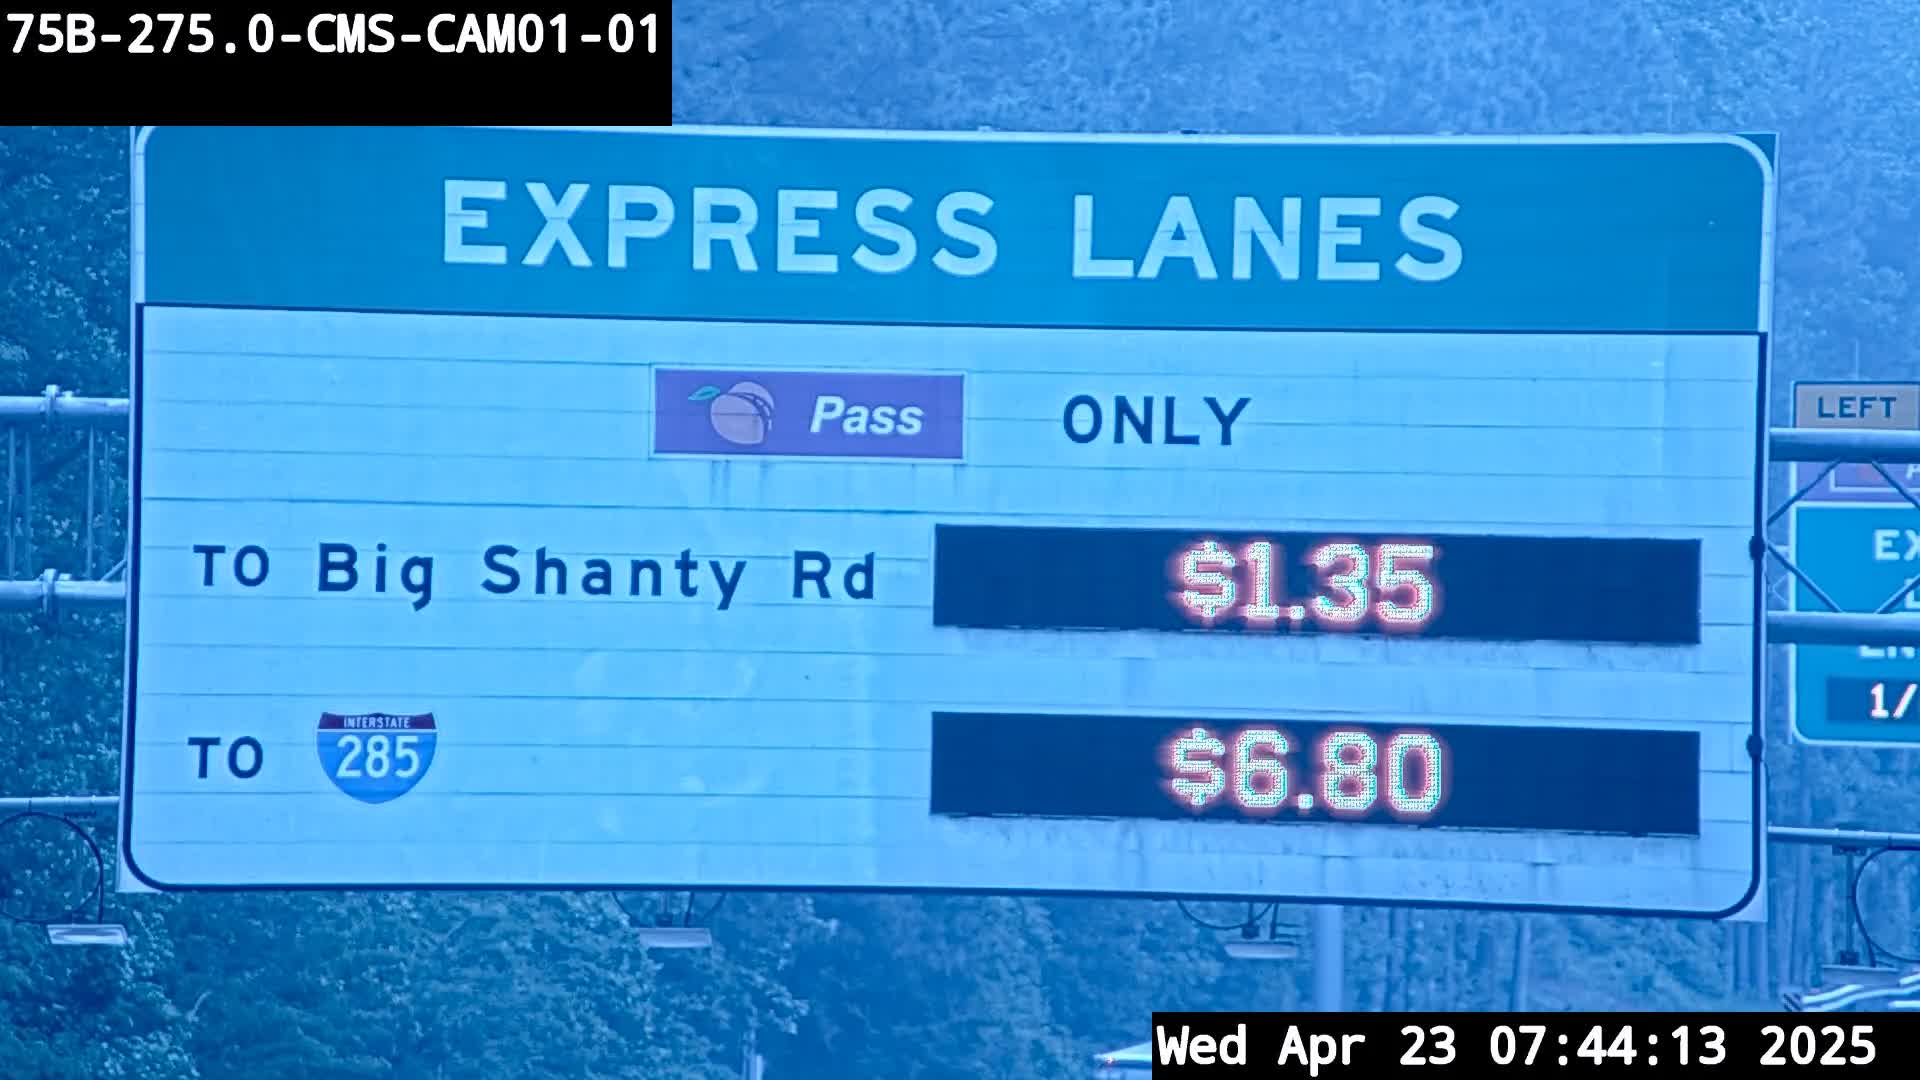 75B-275.0-CMS-CAM01-01
EXPRESS LANES
Pass ONLY
TO Big Shanty Rd $1.35
TO INTERSTATE 285 $6.80
LEFT
1/
Wed Apr 23 07:44:13 2025